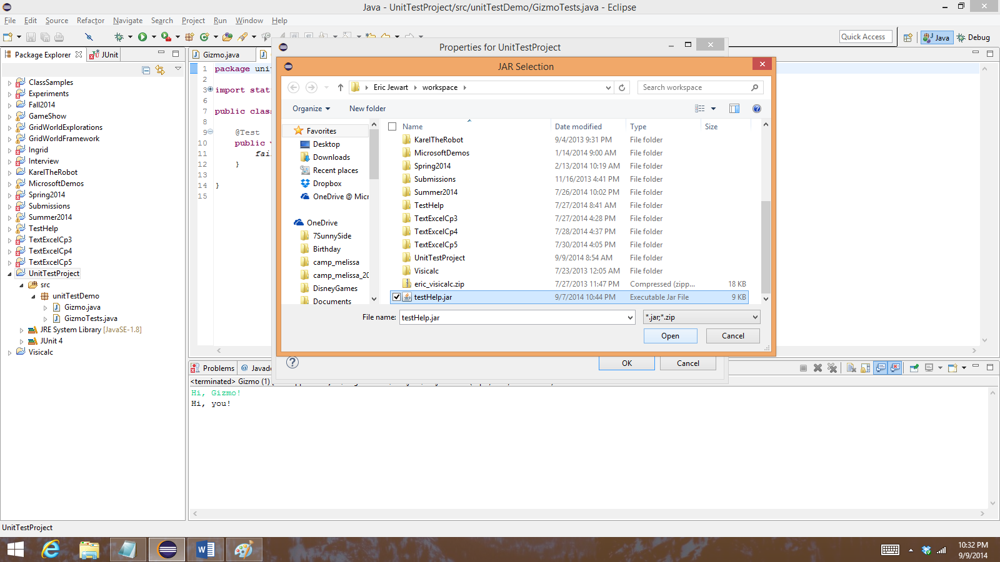 Java - UnitTestProject/src/unitTestDemo/GizmoTests.java - Eclipse
File Edit Source Refactor Navigate Search Project Run Window Help
Quick Access
Java
Debug
Package Explorer
JUnit
ClassSamples
Experiments
Fall2014
GameShow
GridWorldExplorations
GridWorldFramework
Ingrid
Interview
KarelTheRobot
MicrosoftDemos
Spring2014
Submissions
Summer2014
TestHelp
TextExcelCp3
TextExcelCp4
TextExcelCp5
UnitTestProject
src
unitTestDemo
Gizmo.java
GizmoTests.java
JRE System Library [JavaSE-1.8]
JUnit 4
Visicalc
Gizmo.java
1 package uni
2
3 import stat
6
7 public class
8
9 @Test
10 public v
11 fai
12 }
13
14 }
15
Properties for UnitTestProject
JAR Selection
Eric Jewart
workspace
Search workspace
Organize
New folder
Favorites
Desktop
Downloads
Recent places
Dropbox
OneDrive @ Micr
OneDrive
7SunnySide
Birthday
camp_melissa
camp_melissa_20
DisneyGames
Documents
Name Date modified Type Size
KarelTheRobot 9/4/2013 9:31 PM File folder
MicrosoftDemos 1/14/2014 9:00 AM File folder
Spring2014 2/13/2014 10:19 AM File folder
Submissions 11/16/2013 4:41 PM File folder
Summer2014 7/26/2014 10:02 PM File folder
TestHelp 7/27/2014 8:41 AM File folder
TextExcelCp3 7/27/2014 4:28 PM File folder
TextExcelCp4 7/28/2014 4:37 PM File folder
TextExcelCp5 7/30/2014 4:05 PM File folder
UnitTestProject 9/9/2014 8:54 AM File folder
Visicalc 7/23/2013 12:05 AM File folder
eric_visicalc.zip 7/27/2013 11:47 PM Compressed (zipp... 18 KB
testHelp.jar 9/7/2014 10:44 PM Executable Jar File 9 KB
File name: testHelp.jar
*.jar;*.zip
Open
Cancel
OK
Cancel
Problems
@ Javado
<terminated> Gizmo (1)
Hi, Gizmo!
Hi, you!
UnitTestProject
10:32 PM
9/9/2014